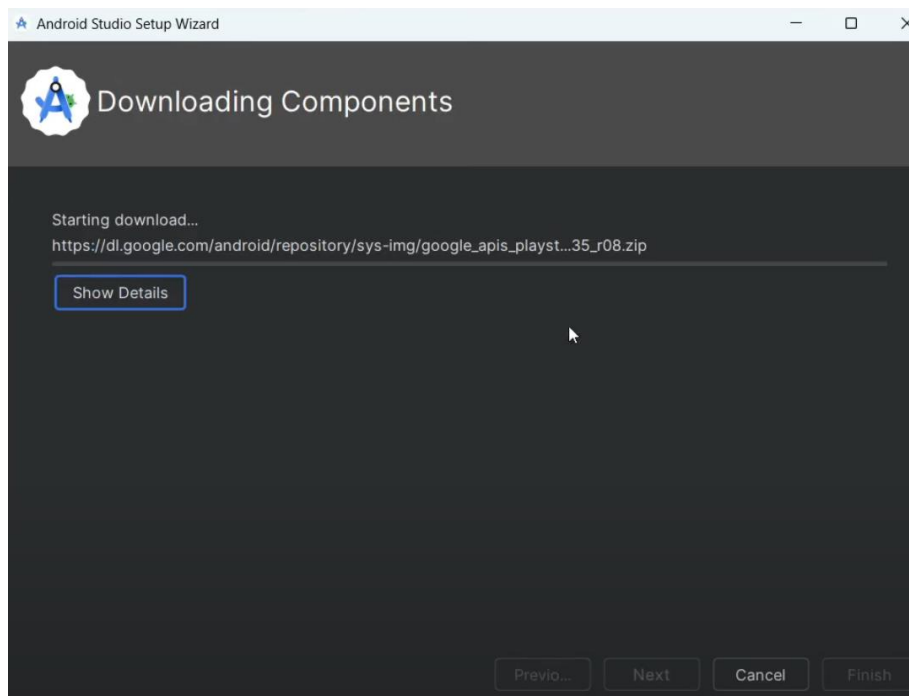 Android Studio Setup Wizard
Downloading Components
Starting download...
https://dl.google.com/android/repository/sys-img/google_apis_playst...35_r08.zip
Show Details
Previo... Next Cancel Finish